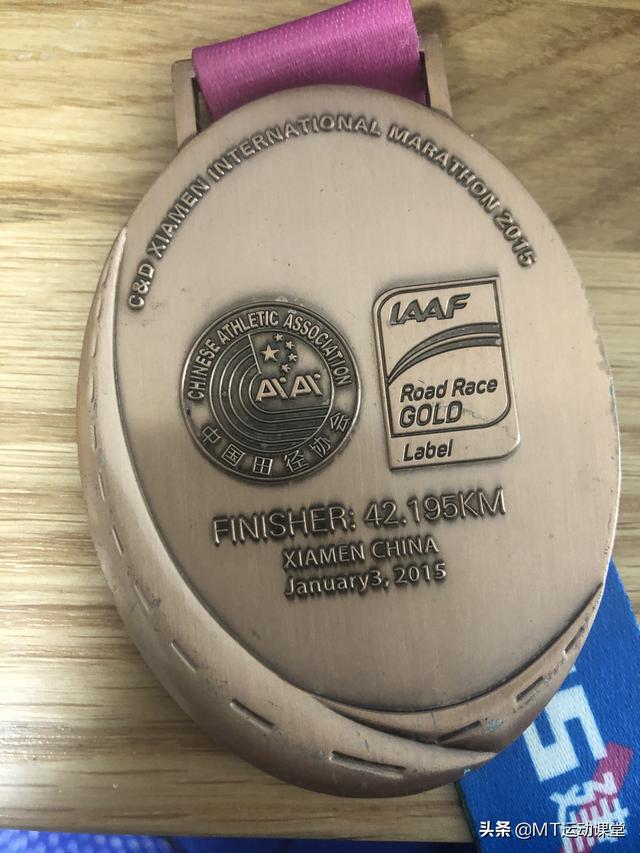 C&D XIAMEN INTERNATIONAL MARATHON 2015
CHINESE ATHLETIC ASSOCIATION
中国田径协会
IAAF
Road Race
GOLD
Label
FINISHER: 42.195KM
XIAMEN CHINA
January3, 2015
5
头条 @MT运动课堂